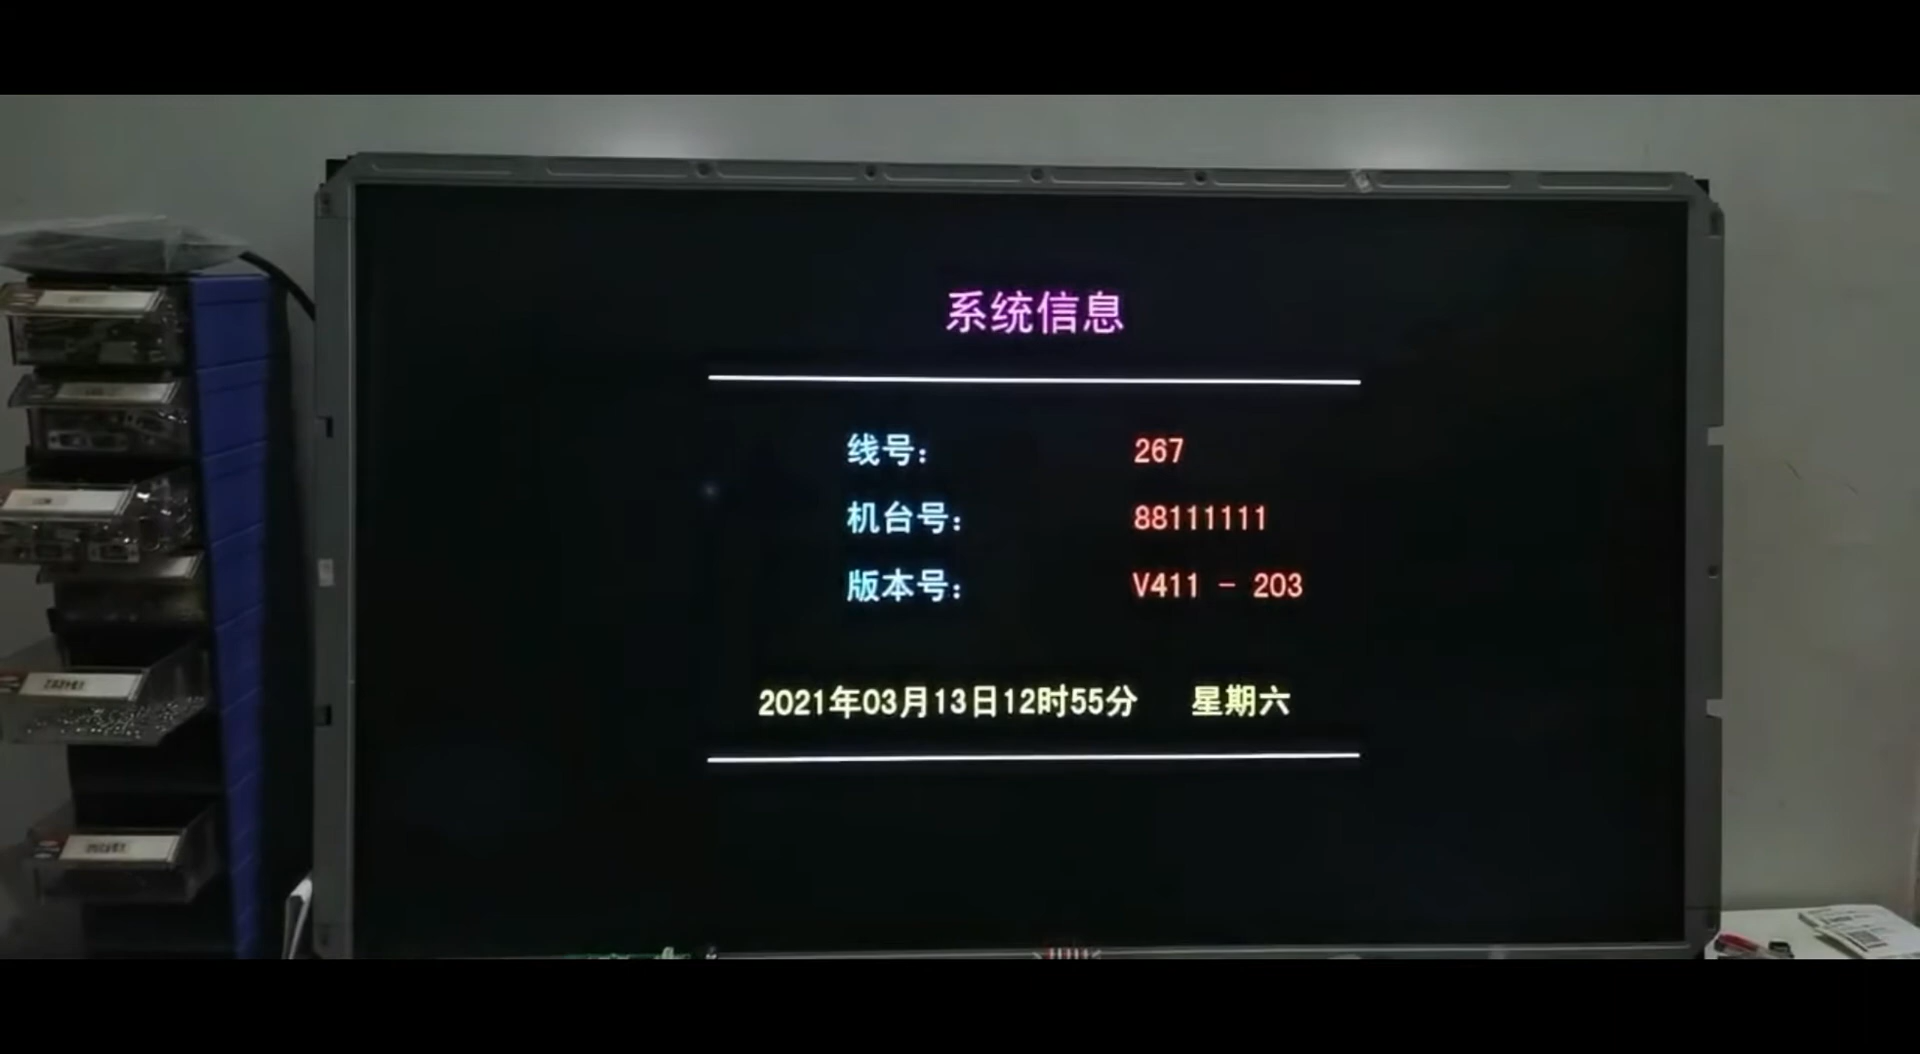 系统信息
线号: 267
机台号: 88111111
版本号: V411 - 203
2021年03月13日12时55分 星期六